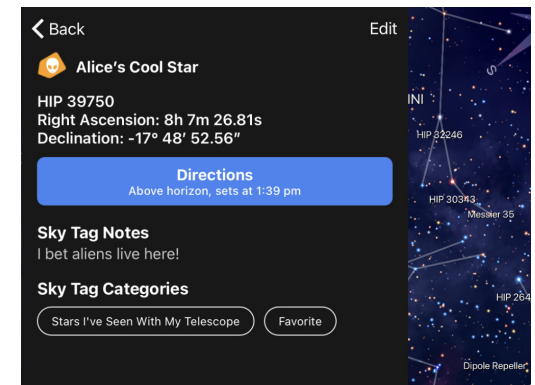 Back
Edit
Alice's Cool Star
HIP 39750
Right Ascension: 8h 7m 26.81s
Declination: -17° 48′ 52.56″
Directions
Above horizon, sets at 1:39 pm
Sky Tag Notes
I bet aliens live here!
Sky Tag Categories
Stars I've Seen With My Telescope
Favorite
S
INI
HIP 32246
HIP 30343
Messier 35
HIP 264
Dipole Repeller